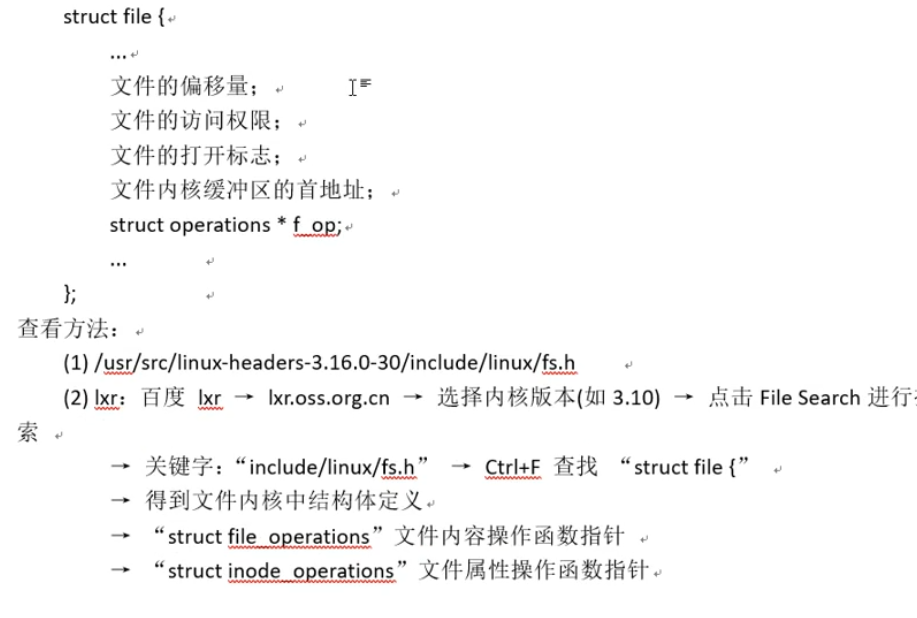 struct file {
...
文件的偏移量；
文件的访问权限；
文件的打开标志；
文件内核缓冲区的首地址；
struct operations * f_op;
...
};
查看方法：
(1) /usr/src/linux-headers-3.16.0-30/include/linux/fs.h
(2) lxr：百度 lxr → lxr.oss.org.cn → 选择内核版本(如 3.10) → 点击 File Search 进行
索
→ 关键字：“include/linux/fs.h” → Ctrl+F 查找 “struct file {”
→ 得到文件内核中结构体定义
→ “struct file_operations”文件内容操作函数指针
→ “struct inode_operations”文件属性操作函数指针